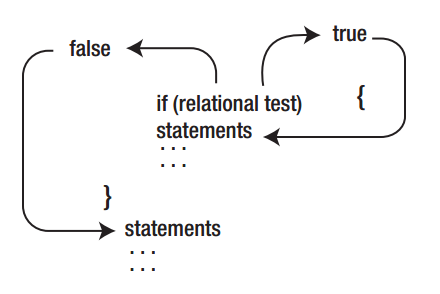 false
true
if (relational test)
{
statements
. . .
. . .
}
statements
. . .
. . .